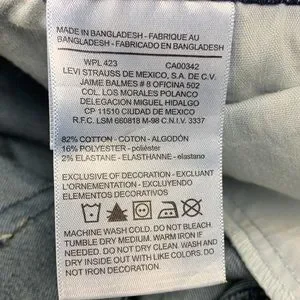 MADE IN BANGLADESH - FABRIQUE AU
BANGLADESH - FABRICADO EN
BANGLADESH
WPL 423 CA00342
LEVI STRAUSS DE MEXICO, S.A. DE C.V.
JAIME BALMES # 8 OFICINA 502
COL. LOS MORALES POLANCO
DELEGACION MIGUEL HIDALGO
CP 11510 CIUDAD DE MEXICO
R.F.C. LSM 660818 M-98 C.N.I.V. 3337
82% COTTON - COTON - ALGODÓN
16% POLYESTER - poliéster
2% ELASTANE - ELASTHANNE - elastano
EXCLUSIVE OF DECORATION - EXCLUANT
L'ORNEMENTATION - EXCLUYENDO
ELEMENTOS DECORATIVOS
MACHINE WASH COLD. DO NOT BLEACH.
TUMBLE DRY MEDIUM. WARM IRON IF
NEEDED. DO NOT DRY CLEAN. WASH AND
DRY INSIDE OUT WITH LIKE COLORS. DO
NOT IRON DECORATION.